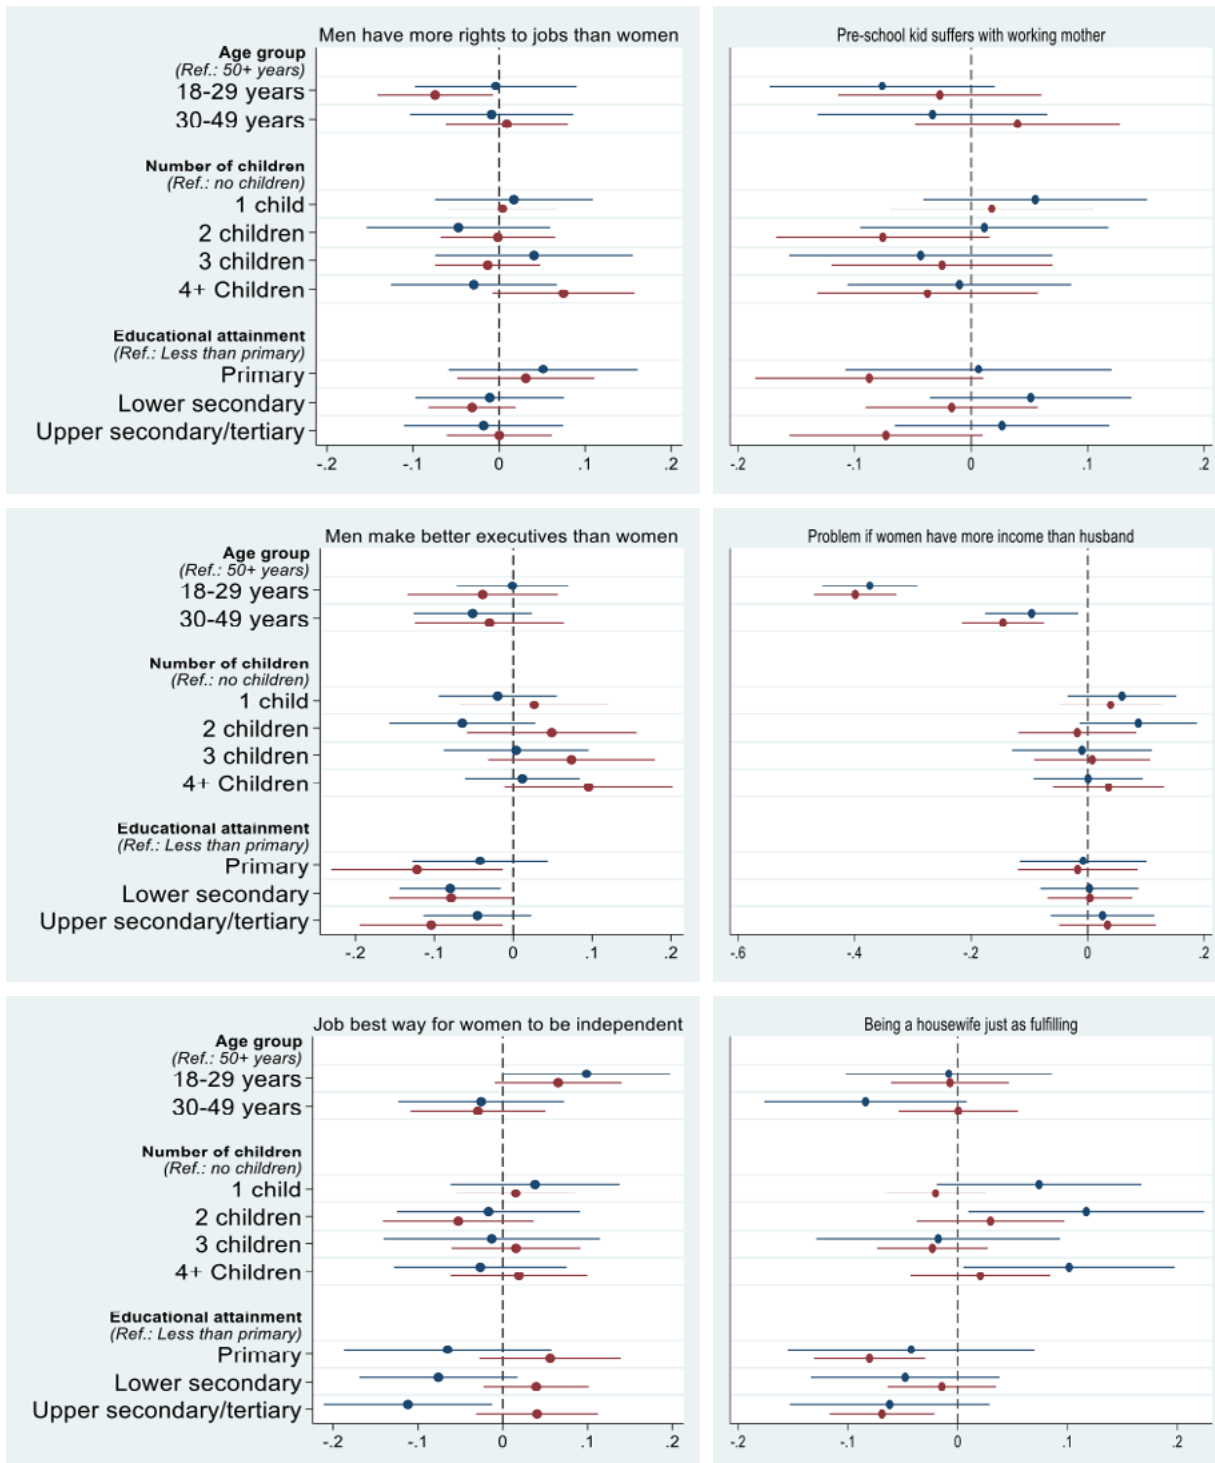 Men have more rights to jobs than women
Age group
(Ref.: 50+ years)
18-29 years
30-49 years
Number of children
(Ref.: no children)
1 child
2 children
3 children
4+ Children
Educational attainment
(Ref.: Less than primary)
Primary
Lower secondary
Upper secondary/tertiary
-.2 -.1 0 .1 .2
Pre-school kid suffers with working mother
-.2 -.1 0 .1 .2
Men make better executives than women
Age group
(Ref.: 50+ years)
18-29 years
30-49 years
Number of children
(Ref.: no children)
1 child
2 children
3 children
4+ Children
Educational attainment
(Ref.: Less than primary)
Primary
Lower secondary
Upper secondary/tertiary
-.2 -.1 0 .1 .2
Problem if women have more income than husband
-.6 -.4 -.2 0 .2
Job best way for women to be independent
Age group
(Ref.: 50+ years)
18-29 years
30-49 years
Number of children
(Ref.: no children)
1 child
2 children
3 children
4+ Children
Educational attainment
(Ref.: Less than primary)
Primary
Lower secondary
Upper secondary/tertiary
-.2 -.1 0 .1 .2
Being a housewife just as fulfilling
-.2 -.1 0 .1 .2